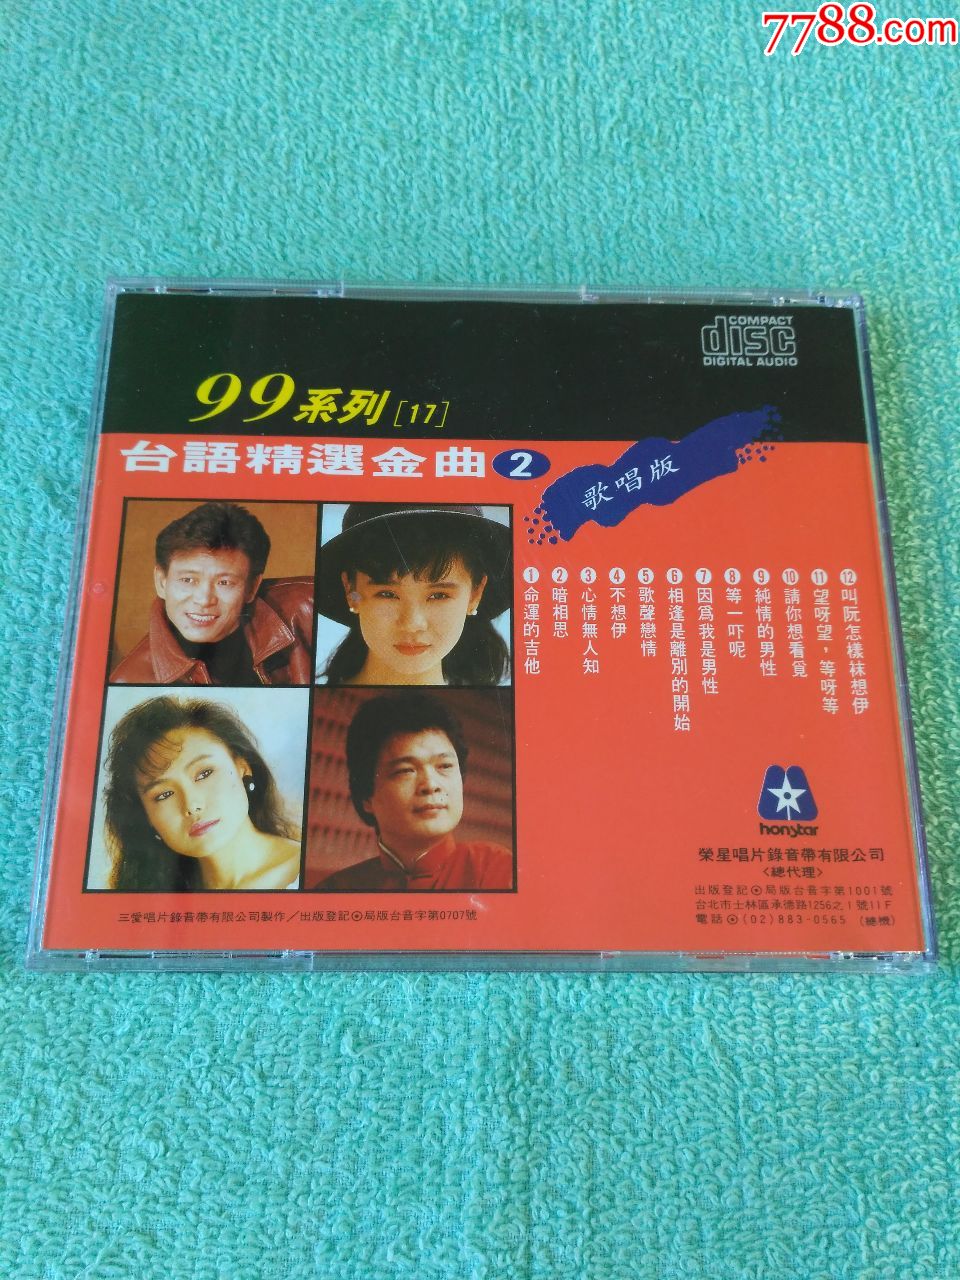 7788.com
COMPACT
disc
DIGITAL AUDIO
99系列[17]
台語精選金曲2
歌唱版
1 命運的吉他
2 暗相思
3 心情無人知
4 不想伊
5 歌聲戀情
6 相逢是離別的開始
7 因為我是男性
8 等一吓呢
9 純情的男性
10 請你想看覓
11 望呀望，等呀等
12 叫阮怎樣袜想伊
honstar
榮星唱片錄音帶有限公司
〈總代理〉
出版登記⊙局版台音字第1001號
台北市士林區承德路1256之1號11F
電話⊙(02)883-0565 (總機)
三愛唱片錄音帶有限公司製作／出版登記⊙局版台音字第0707號